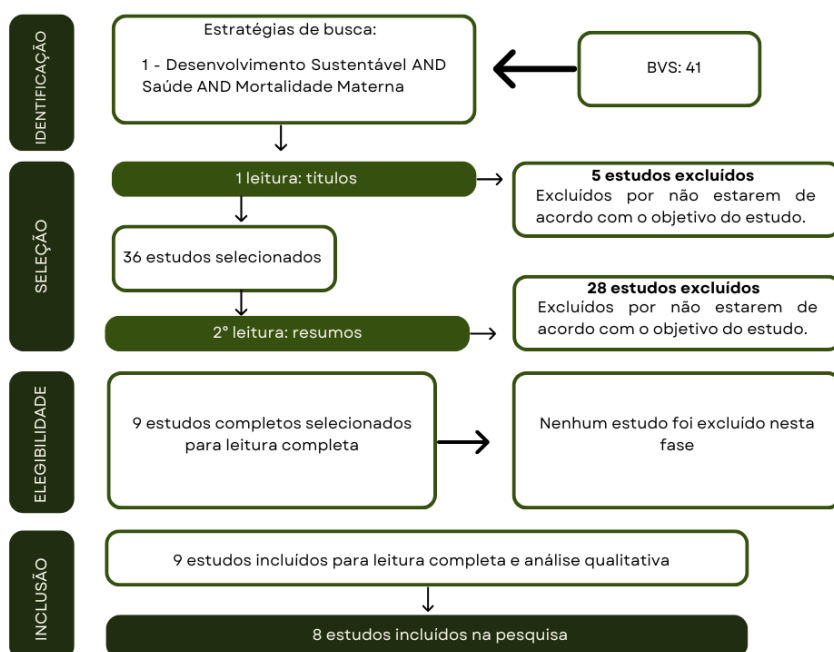 IDENTIFICAÇÃO
Estratégias de busca:
1 - Desenvolvimento Sustentável AND
Saúde AND Mortalidade Materna
BVS: 41
SELEÇÃO
1 leitura: títulos
5 estudos excluídos
Excluídos por não estarem de
acordo com o objetivo do estudo.
36 estudos selecionados
28 estudos excluídos
Excluídos por não estarem de
acordo com o objetivo do estudo.
2° leitura: resumos
ELEGIBILIDADE
9 estudos completos selecionados
para leitura completa
Nenhum estudo foi excluído nesta
fase
INCLUSÃO
9 estudos incluídos para leitura completa e análise qualitativa
8 estudos incluídos na pesquisa